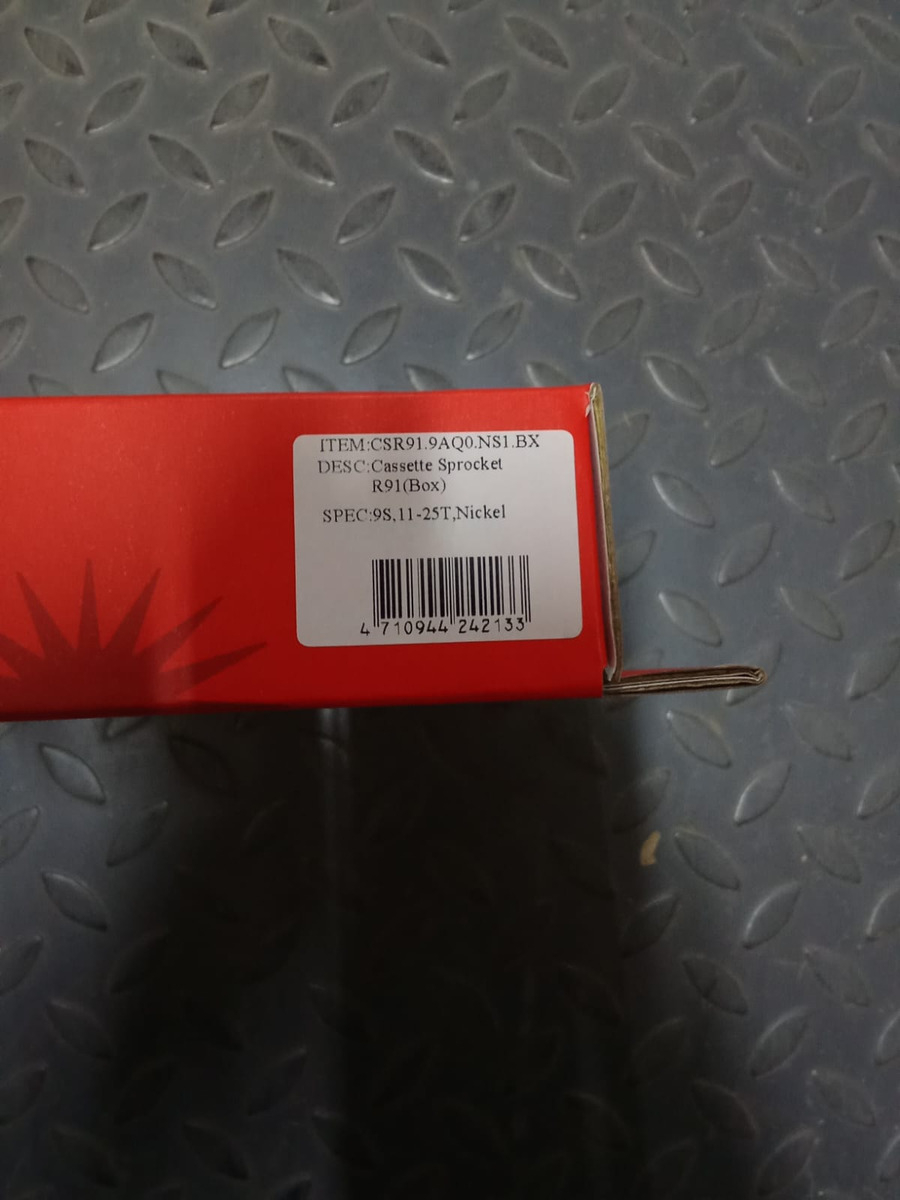 ITEM:CSR91.9AQ0.NS1.BX
DESC:Cassette Sprocket
R91(Box)
SPEC:9S,11-25T,Nickel
4 710944 242133